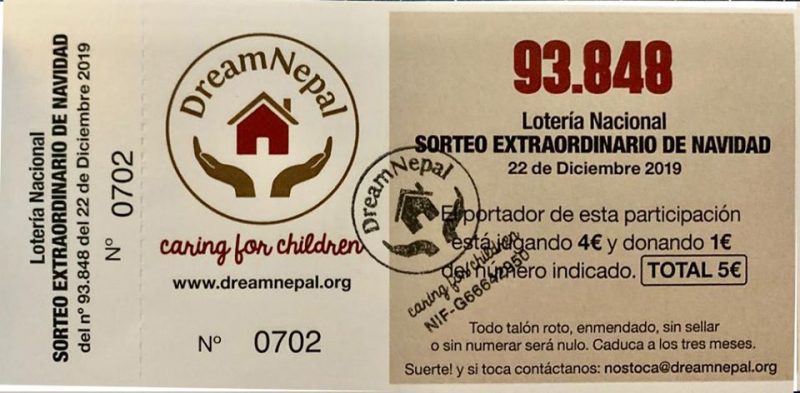 Lotería Nacional
SORTEO EXTRAORDINARIO DE NAVIDAD
del nº 93.848 del 22 de Diciembre 2019
Nº 0702
DreamNepal
caring for children
www.dreamnepal.org
Nº 0702
93.848
Lotería Nacional
SORTEO EXTRAORDINARIO DE NAVIDAD
22 de Diciembre 2019
El portador de esta participación
está jugando 4€ y donando 1€
del número indicado. TOTAL 5€
DreamNepal
caring for children
Todo talón roto, enmendado, sin sellar
o sin numerar será nulo. Caduca a los tres meses.
Suerte! y si toca contáctanos: nostoca@dreamnepal.org